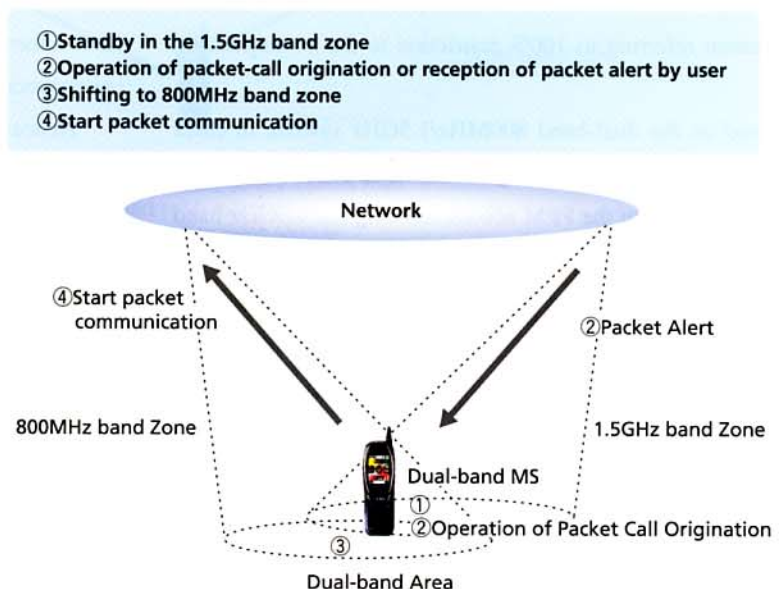 ①Standby in the 1.5GHz band zone
②Operation of packet-call origination or reception of packet alert by user
③Shifting to 800MHz band zone
④Start packet communication
Network
④Start packet
communication
②Packet Alert
800MHz band Zone
1.5GHz band Zone
Dual-band MS
①
②Operation of Packet Call Origination
③
Dual-band Area